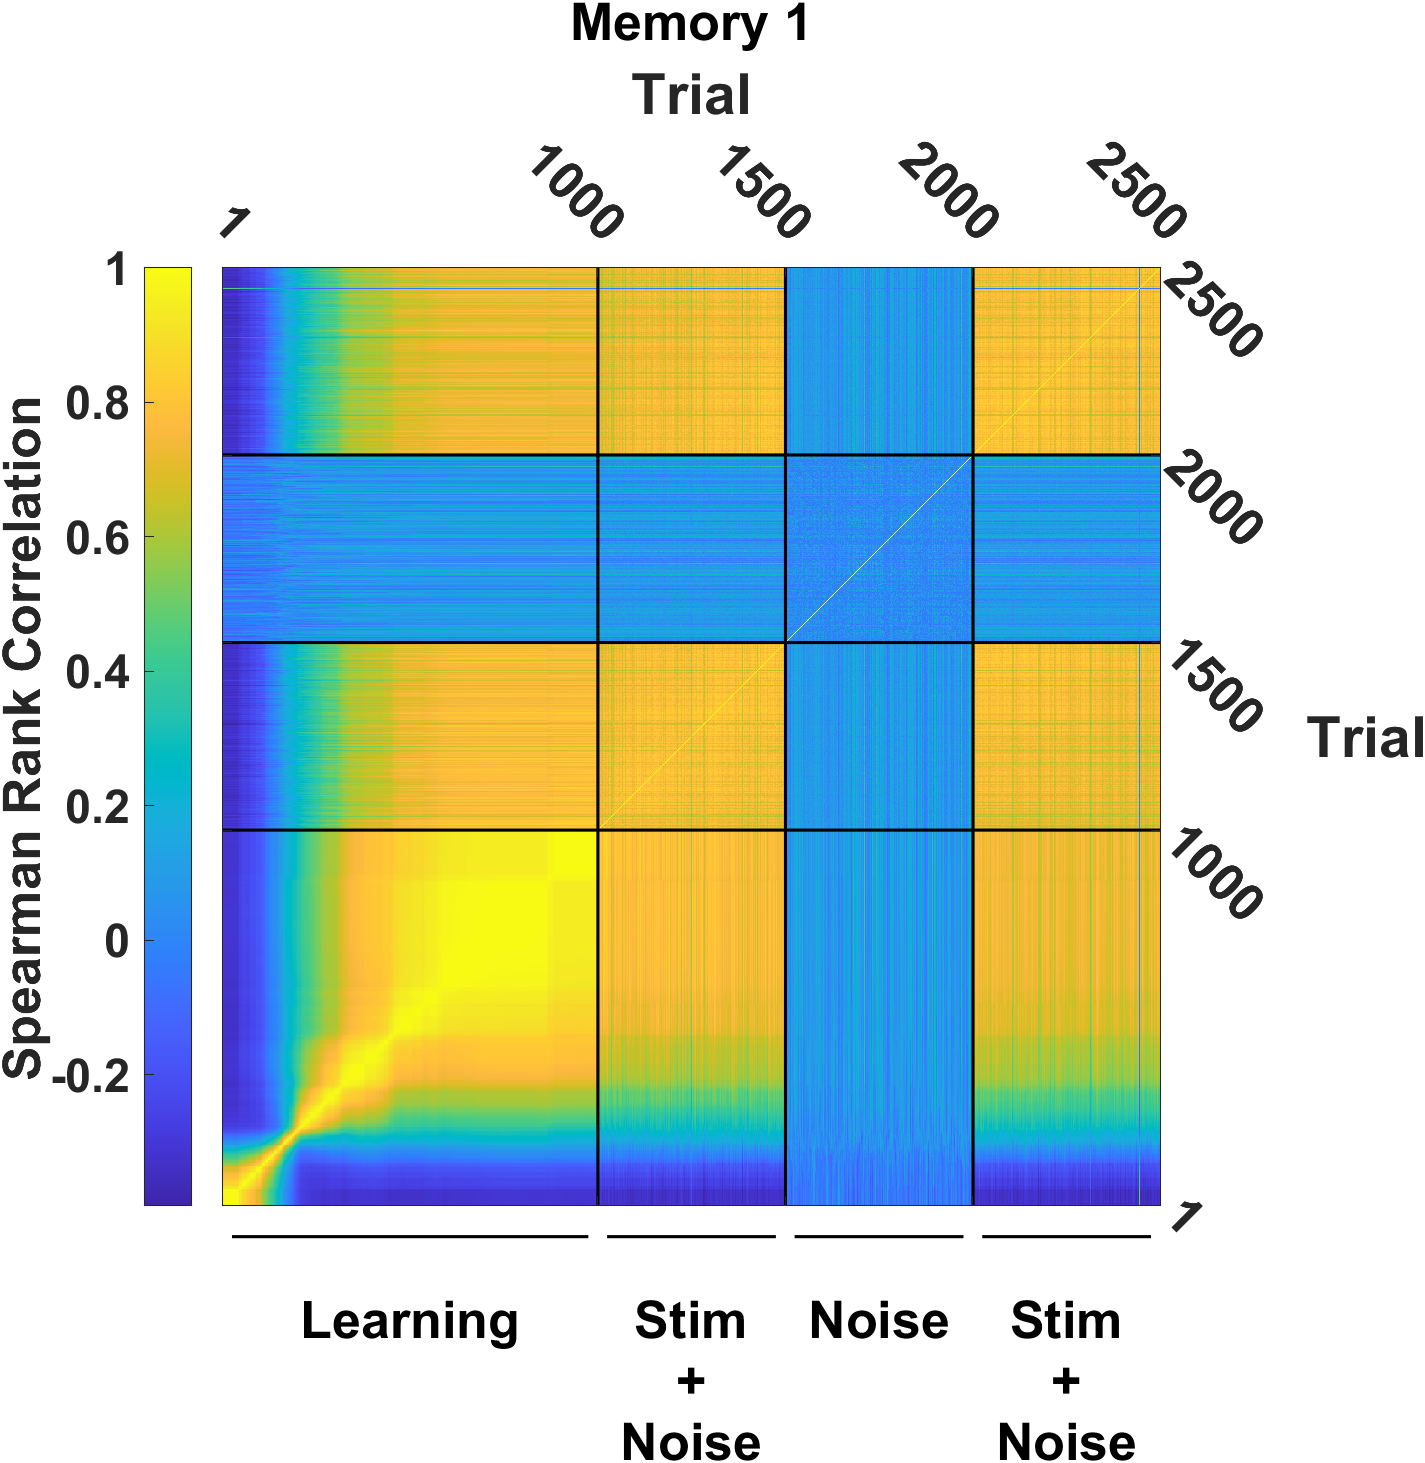 Memory 1
Trial
1
1000
1500
2000
2500
Spearman Rank Correlation
1
0.8
0.6
0.4
0.2
0
-0.2
2500
2000
1500
1000
1
Trial
Learning
Stim
+
Noise
Noise
Stim
+
Noise